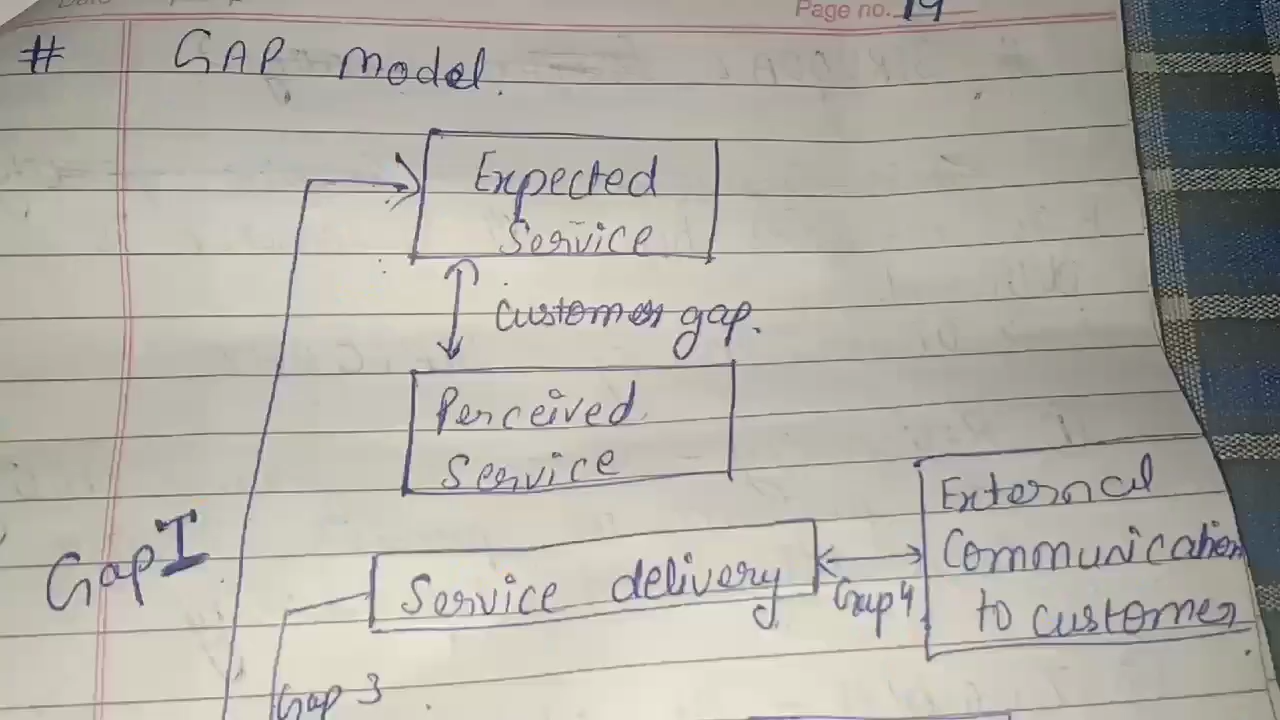 Page no. 19
# GAP Model.
Expected
Service
customer gap.
Perceived
Service
External
Communication
to customer
Gap I
Service delivery
Gap 4
Gap 3